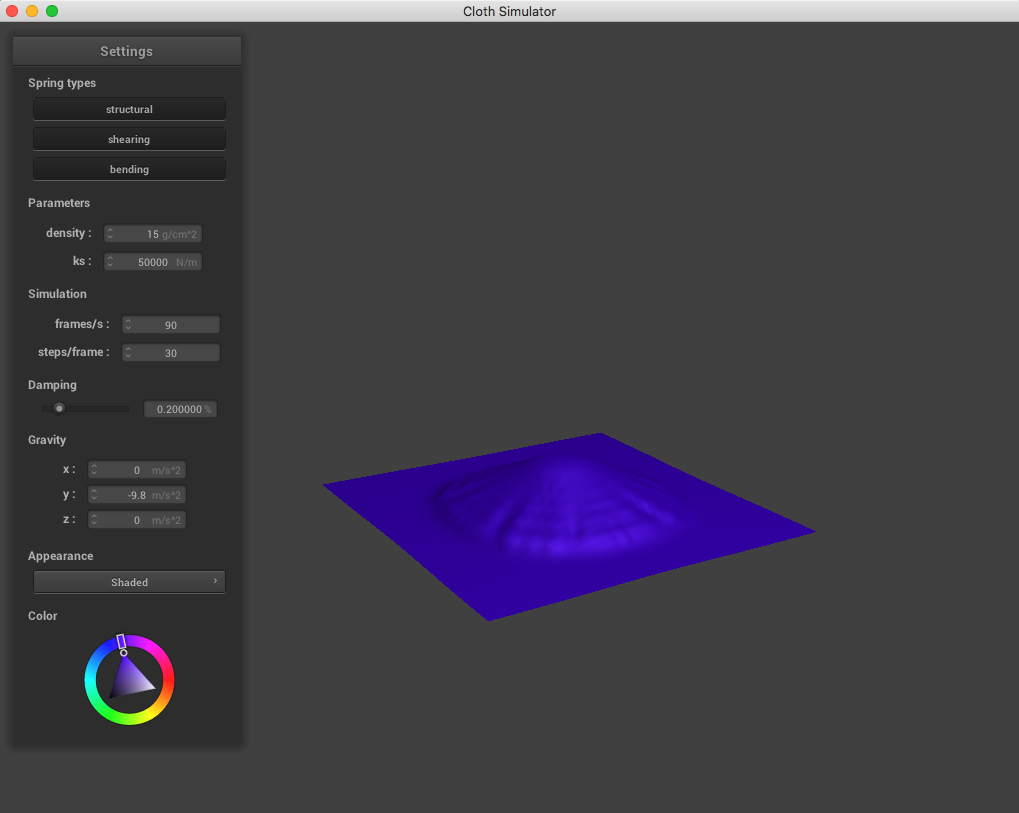 Cloth Simulator
Settings
Spring types
structural
shearing
bending
Parameters
density : 15 g/cm^2
ks : 50000 N/m
Simulation
frames/s : 90
steps/frame : 30
Damping
0.200000 %
Gravity
x : 0 m/s^2
y : -9.8 m/s^2
z : 0 m/s^2
Appearance
Shaded ›
Color